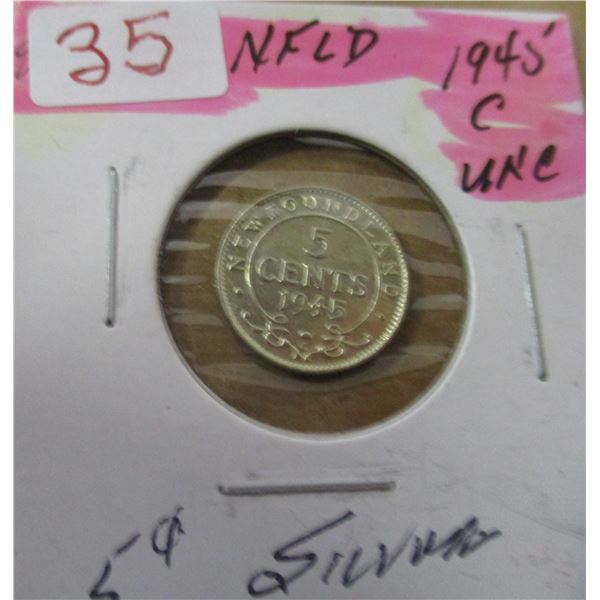 35 NFLD 1945
C
UNC
NEWFOUNDLAND
5
CENTS
1945
5¢ SILVER